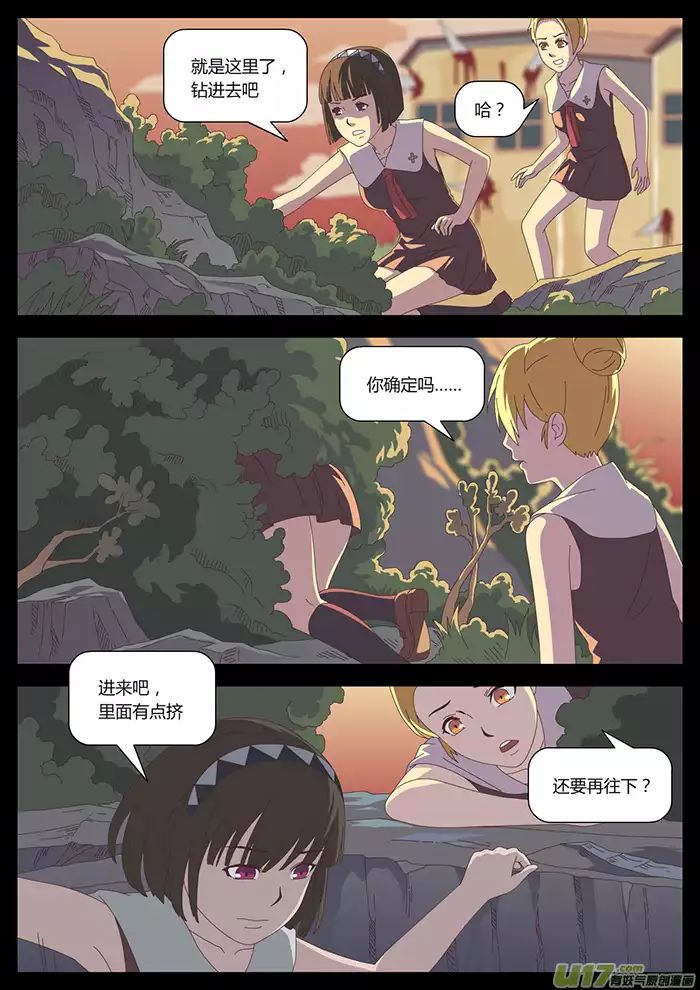 就是这里了，
钻进去吧
哈？
你确定吗……
进来吧，
里面有点挤
还要再往下？
U17.com
有妖气原创漫画